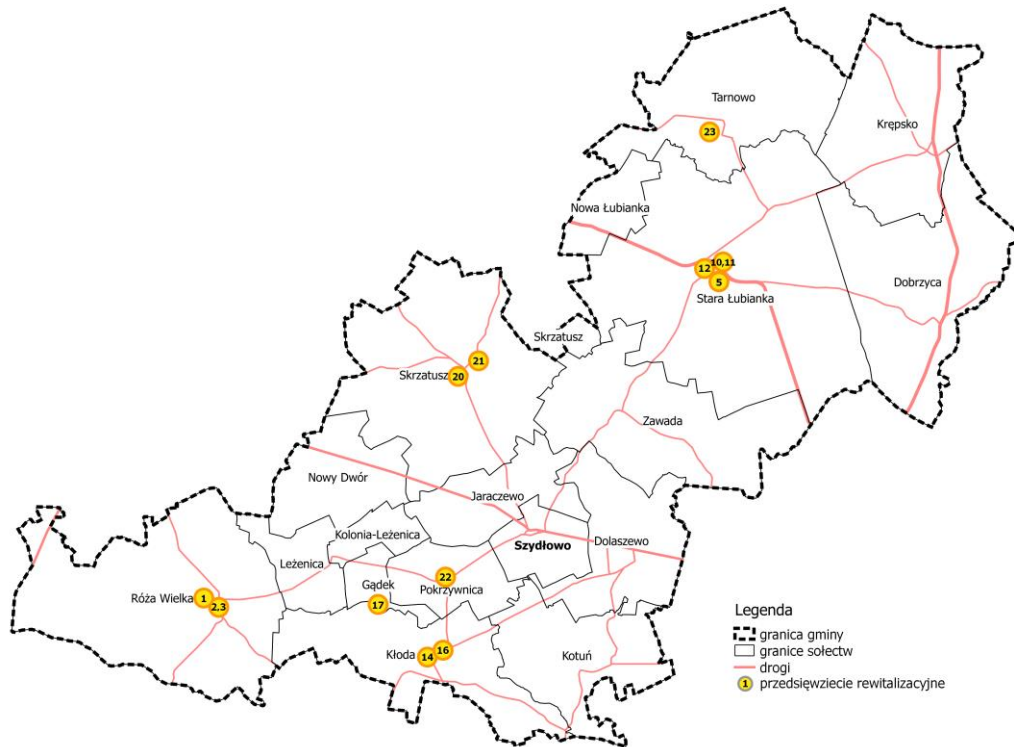 Tarnowo
23
Krępsko
Nowa Łubianka
12
10,11
5
Stara Łubianka
Dobrzyca
Skrzatusz
21
Skrzatusz
20
Zawada
Nowy Dwór
Jaraczewo
Kolonia-Leżenica
Szydłowo
Dolaszewo
Leżenica
22
Gądek
Pokrzywnica
Róża Wielka
1
2,3
17
Kłoda
14
16
Kotuń
Legenda
granica gminy
granice sołectw
drogi
1 przedsięwziecie rewitalizacyjne